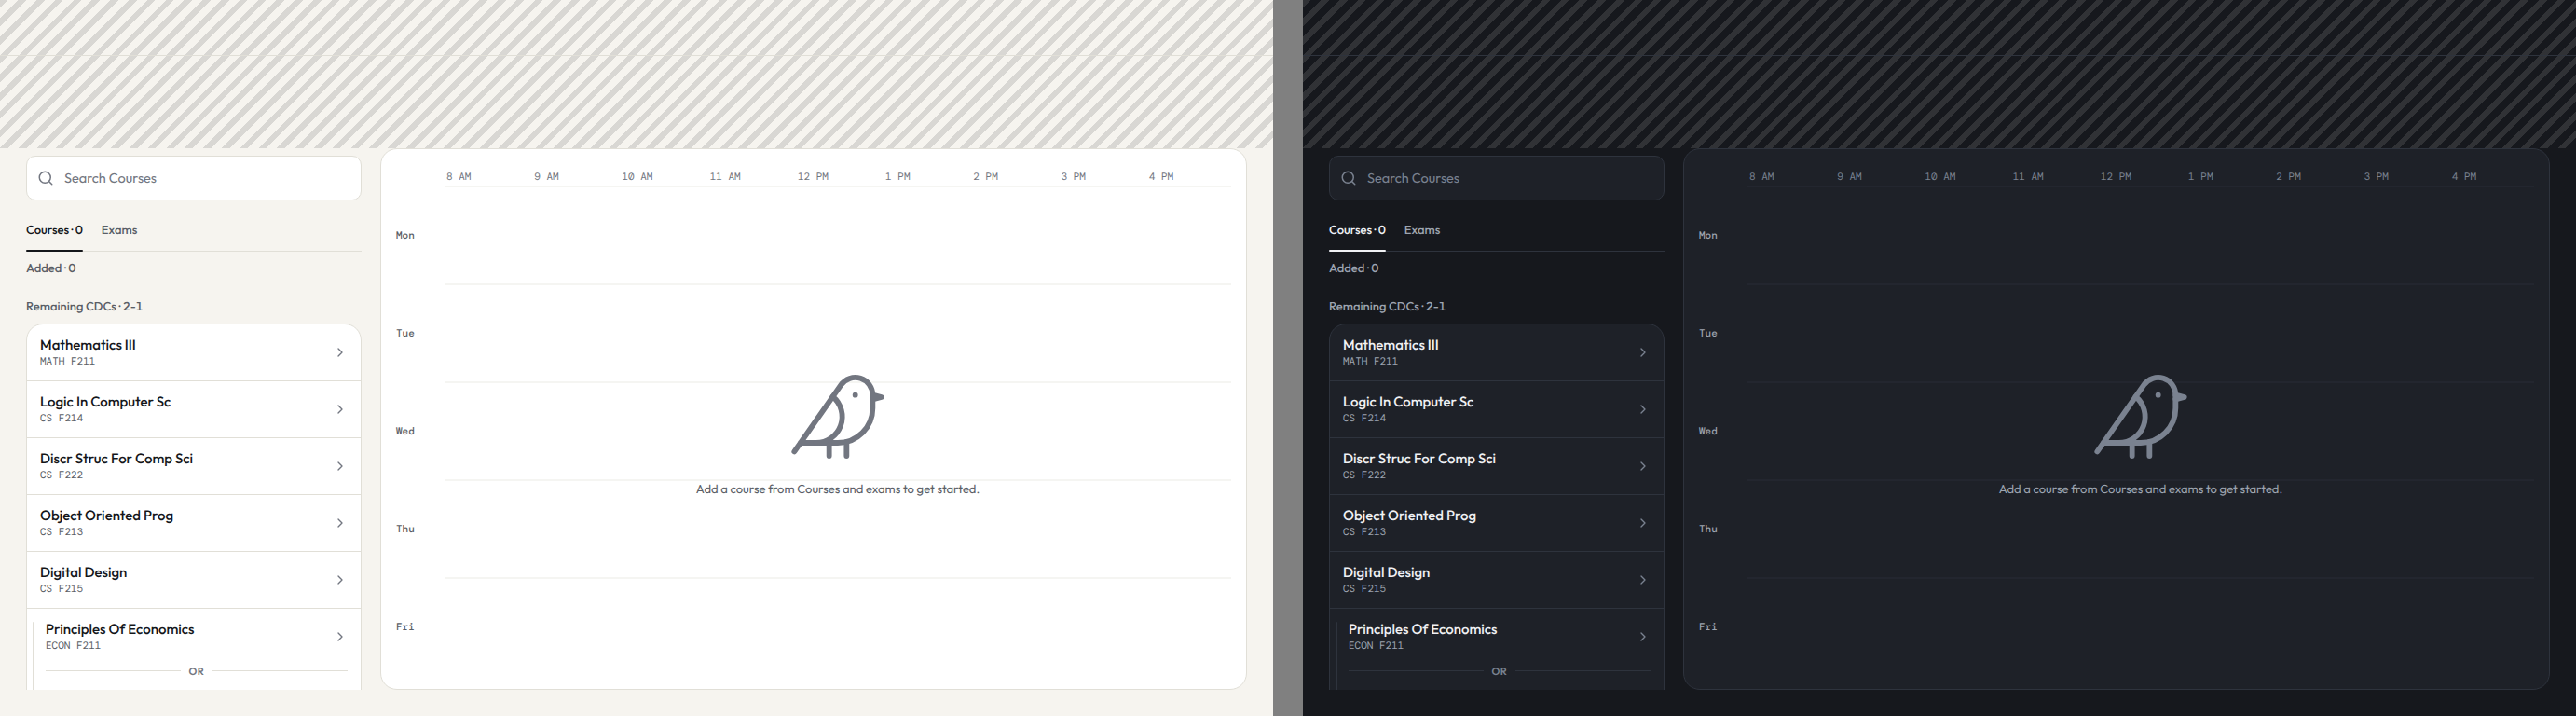 Search Courses
Courses·0 Exams
Added·0
Remaining CDCs·2-1
Mathematics III
MATH F211
Logic In Computer Sc
CS F214
Discr Struc For Comp Sci
CS F222
Object Oriented Prog
CS F213
Digital Design
CS F215
Principles Of Economics
ECON F211
OR
8 AM 9 AM 10 AM 11 AM 12 PM 1 PM 2 PM 3 PM 4 PM
Mon
Tue
Wed
Add a course from Courses and exams to get started.
Thu
Fri
Search Courses
Courses·0 Exams
Added·0
Remaining CDCs·2-1
Mathematics III
MATH F211
Logic In Computer Sc
CS F214
Discr Struc For Comp Sci
CS F222
Object Oriented Prog
CS F213
Digital Design
CS F215
Principles Of Economics
ECON F211
OR
8 AM 9 AM 10 AM 11 AM 12 PM 1 PM 2 PM 3 PM 4 PM
Mon
Tue
Wed
Add a course from Courses and exams to get started.
Thu
Fri